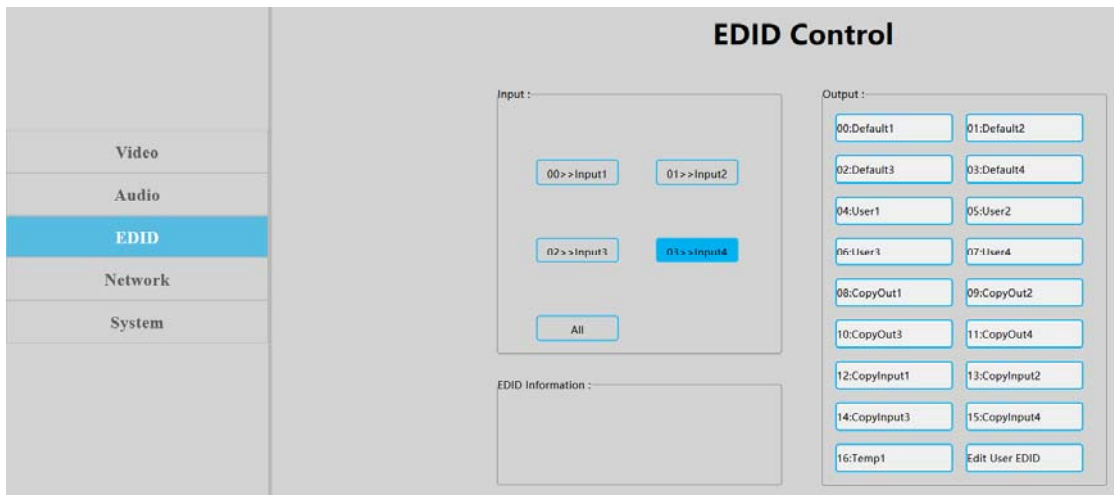 EDID Control
Video
Audio
EDID
Network
System
Input :
00>>Input1
01>>Input2
02>>Input3
03>>Input4
All
EDID Information :
Output :
00:Default1
01:Default2
02:Default3
03:Default4
04:User1
05:User2
06:User3
07:User4
08:CopyOut1
09:CopyOut2
10:CopyOut3
11:CopyOut4
12:CopyInput1
13:CopyInput2
14:CopyInput3
15:CopyInput4
16:Temp1
Edit User EDID